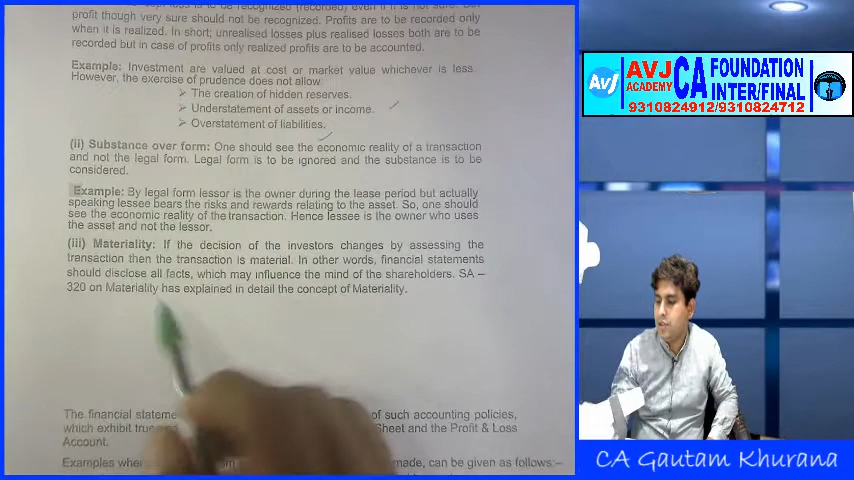 profit though very sure should not be recognized. Profits are to be recorded only
when it is realized. In short; unrealised losses plus realised losses both are to be
recorded but in case of profits only realized profits are to be accounted.
Example: Investment are valued at cost or market value whichever is less.
However, the exercise of prudence does not allow:
➤ The creation of hidden reserves.
➤ Understatement of assets or income.
➤ Overstatement of liabilities.
(ii) Substance over form: One should see the economic reality of a transaction
and not the legal form. Legal form is to be ignored and the substance is to be
considered.
Example: By legal form lessor is the owner during the lease period but actually
speaking lessee bears the risks and rewards relating to the asset. So, one should
see the economic reality of the transaction. Hence lessee is the owner who uses
the asset and not the lessor.
(iii) Materiality: If the decision of the investors changes by assessing the
transaction then the transaction is material. In other words, financial statements
should disclose all facts, which may influence the mind of the shareholders. SA –
320 on Materiality has explained in detail the concept of Materiality.
The financial of such accounting policies,
which exhibit Sheet and the Profit & Loss
Account.
Examples made, can be given as follows:–
AVJ
AVJ
ACADEMY
CA
FOUNDATION
INTER/FINAL
9310824912/9310824712
CA Gautam Khurana